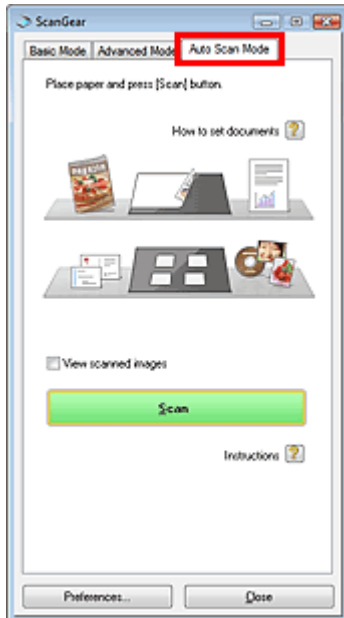 ScanGear
Basic Mode Advanced Mode Auto Scan Mode
Place paper and press [Scan] button.
How to set documents
View scanned images
Scan
Instructions
Preferences... Close